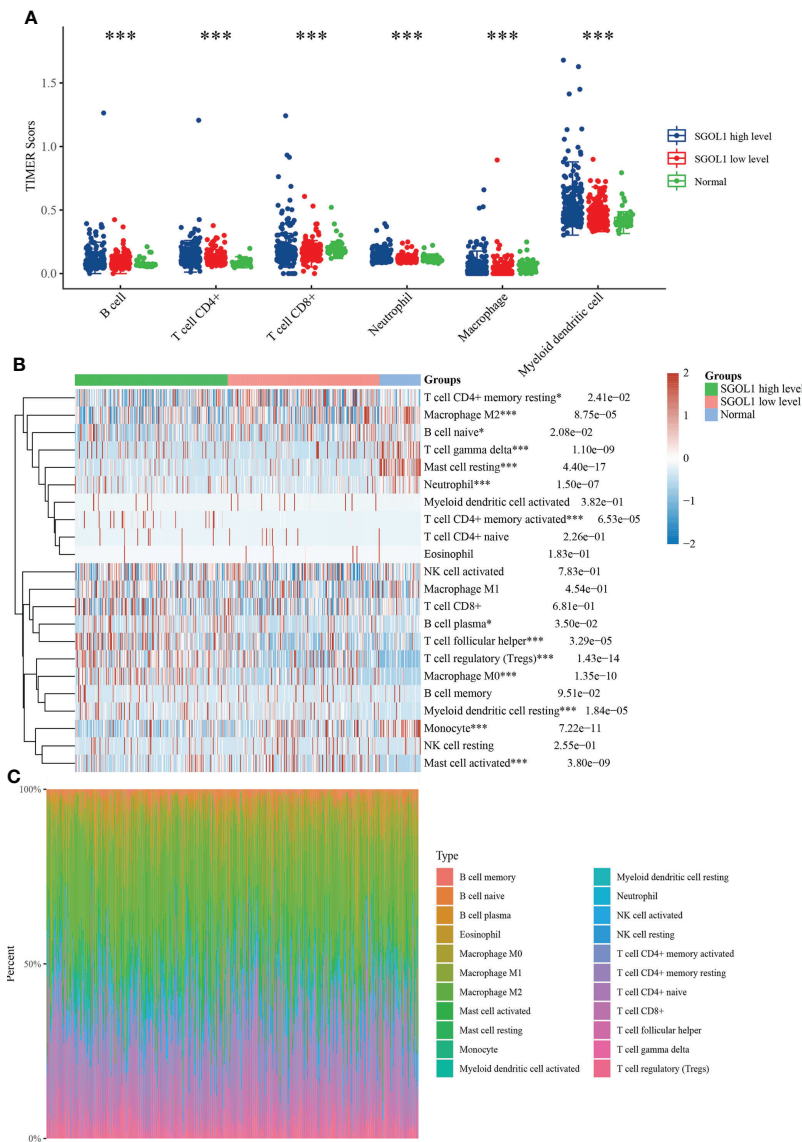 A
***
***
***
***
***
***
TIMER Scors
1.5
1.0
0.5
0.0
B cell
T cell CD4+
T cell CD8+
Neutrophil
Macrophage
Myeloid dendritic cell
SGOL1 high level
SGOL1 low level
Normal
B
Groups
T cell CD4+ memory resting* 2.41e−02
Macrophage M2*** 8.75e−05
B cell naive* 2.08e−02
T cell gamma delta*** 1.10e−09
Mast cell resting*** 4.40e−17
Neutrophil*** 1.50e−07
Myeloid dendritic cell activated 3.82e−01
T cell CD4+ memory activated*** 6.53e−05
T cell CD4+ naive 2.26e−01
Eosinophil 1.83e−01
NK cell activated 7.83e−01
Macrophage M1 4.54e−01
T cell CD8+ 6.81e−01
B cell plasma* 3.50e−02
T cell follicular helper*** 3.29e−05
T cell regulatory (Tregs)*** 1.43e−14
Macrophage M0*** 1.35e−10
B cell memory 9.51e−02
Myeloid dendritic cell resting*** 1.84e−05
Monocyte*** 7.22e−11
NK cell resting 2.55e−01
Mast cell activated*** 3.80e−09
2
1
0
−1
−2
Groups
SGOL1 high level
SGOL1 low level
Normal
C
100%
50%
0%
Percent
Type
B cell memory
B cell naive
B cell plasma
Eosinophil
Macrophage M0
Macrophage M1
Macrophage M2
Mast cell activated
Mast cell resting
Monocyte
Myeloid dendritic cell activated
Myeloid dendritic cell resting
Neutrophil
NK cell activated
NK cell resting
T cell CD4+ memory activated
T cell CD4+ memory resting
T cell CD4+ naive
T cell CD8+
T cell follicular helper
T cell gamma delta
T cell regulatory (Tregs)